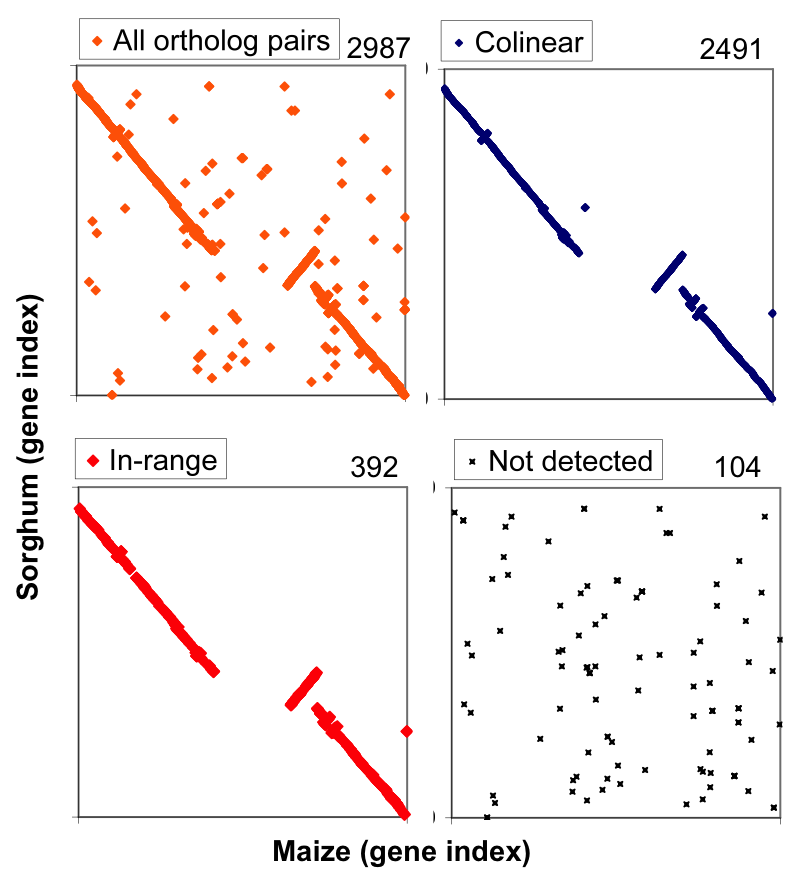 All ortholog pairs 2987
Colinear 2491
In-range 392
Not detected 104
Sorghum (gene index)
Maize (gene index)